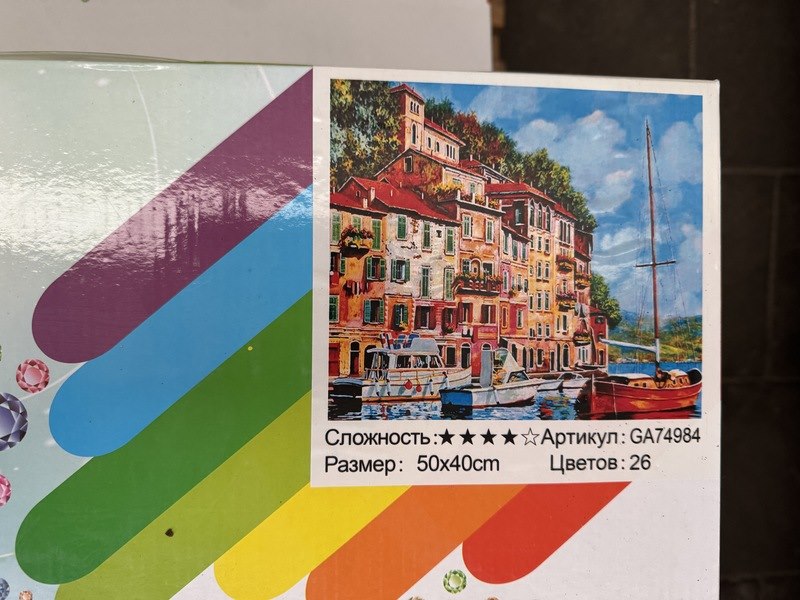 Сложность:★★★★☆Артикул: GA74984
Размер: 50x40cm Цветов: 26